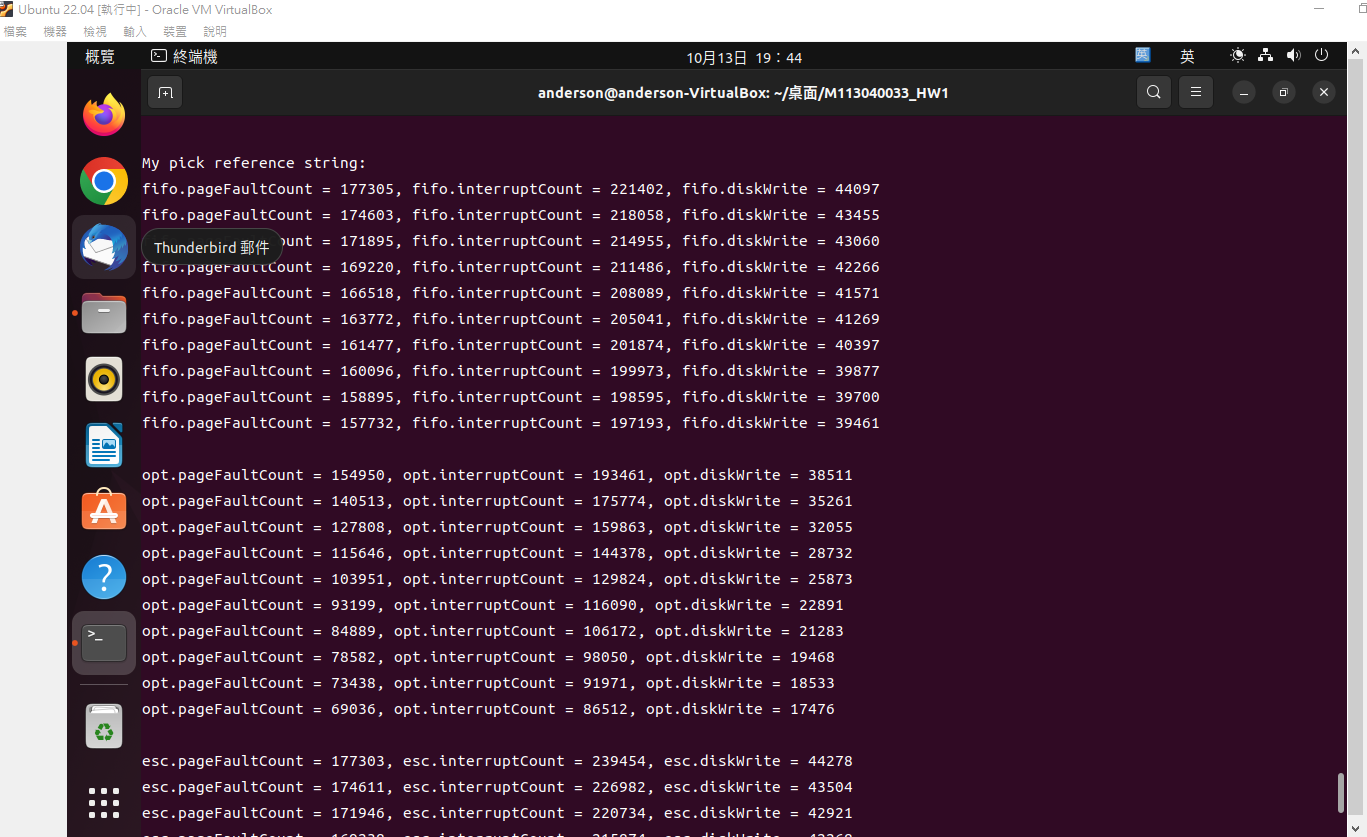 Ubuntu 22.04 [執行中] - Oracle VM VirtualBox
檔案 機器 檢視 輸入 裝置 說明
概覽 終端機 10月13日 19:44 英 英
anderson@anderson-VirtualBox: ~/桌面/M113040033_HW1
My pick reference string:
fifo.pageFaultCount = 177305, fifo.interruptCount = 221402, fifo.diskWrite = 44097
fifo.pageFaultCount = 174603, fifo.interruptCount = 218058, fifo.diskWrite = 43455
Thunderbird 郵件
unt = 171895, fifo.interruptCount = 214955, fifo.diskWrite = 43060
fifo.pageFaultCount = 169220, fifo.interruptCount = 211486, fifo.diskWrite = 42266
fifo.pageFaultCount = 166518, fifo.interruptCount = 208089, fifo.diskWrite = 41571
fifo.pageFaultCount = 163772, fifo.interruptCount = 205041, fifo.diskWrite = 41269
fifo.pageFaultCount = 161477, fifo.interruptCount = 201874, fifo.diskWrite = 40397
fifo.pageFaultCount = 160096, fifo.interruptCount = 199973, fifo.diskWrite = 39877
fifo.pageFaultCount = 158895, fifo.interruptCount = 198595, fifo.diskWrite = 39700
fifo.pageFaultCount = 157732, fifo.interruptCount = 197193, fifo.diskWrite = 39461
opt.pageFaultCount = 154950, opt.interruptCount = 193461, opt.diskWrite = 38511
opt.pageFaultCount = 140513, opt.interruptCount = 175774, opt.diskWrite = 35261
opt.pageFaultCount = 127808, opt.interruptCount = 159863, opt.diskWrite = 32055
opt.pageFaultCount = 115646, opt.interruptCount = 144378, opt.diskWrite = 28732
opt.pageFaultCount = 103951, opt.interruptCount = 129824, opt.diskWrite = 25873
opt.pageFaultCount = 93199, opt.interruptCount = 116090, opt.diskWrite = 22891
opt.pageFaultCount = 84889, opt.interruptCount = 106172, opt.diskWrite = 21283
opt.pageFaultCount = 78582, opt.interruptCount = 98050, opt.diskWrite = 19468
opt.pageFaultCount = 73438, opt.interruptCount = 91971, opt.diskWrite = 18533
opt.pageFaultCount = 69036, opt.interruptCount = 86512, opt.diskWrite = 17476
esc.pageFaultCount = 177303, esc.interruptCount = 239454, esc.diskWrite = 44278
esc.pageFaultCount = 174611, esc.interruptCount = 226982, esc.diskWrite = 43504
esc.pageFaultCount = 171946, esc.interruptCount = 220734, esc.diskWrite = 42921